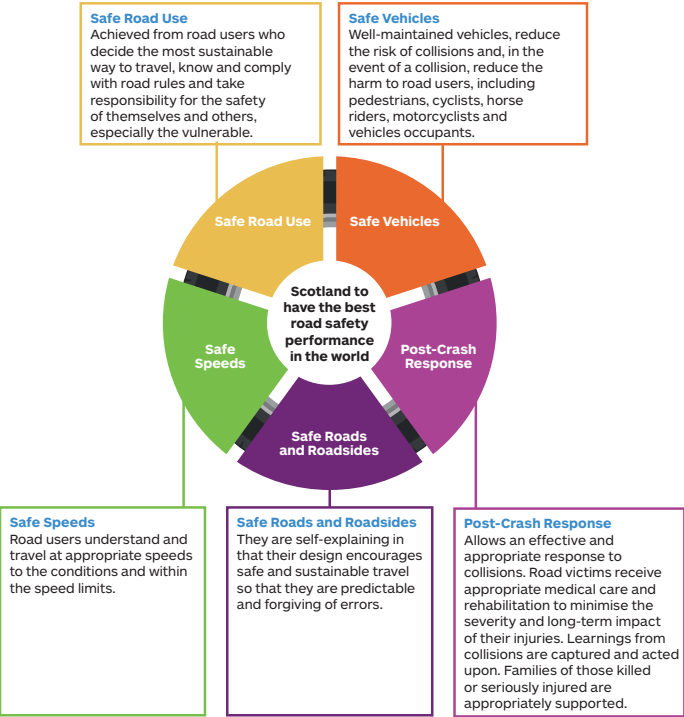 Safe Road Use
Achieved from road users who
decide the most sustainable
way to travel, know and comply
with road rules and take
responsibility for the safety
of themselves and others,
especially the vulnerable.
Safe Vehicles
Well-maintained vehicles, reduce
the risk of collisions and, in the
event of a collision, reduce the
harm to road users, including
pedestrians, cyclists, horse
riders, motorcyclists and
vehicles occupants.
Safe Road Use
Safe Vehicles
Scotland to
have the best
road safety
performance
in the world
Safe
Speeds
Post-Crash
Response
Safe Roads
and Roadsides
Safe Speeds
Road users understand and
travel at appropriate speeds
to the conditions and within
the speed limits.
Safe Roads and Roadsides
They are self-explaining in
that their design encourages
safe and sustainable travel
so that they are predictable
and forgiving of errors.
Post-Crash Response
Allows an effective and
appropriate response to
collisions. Road victims receive
appropriate medical care and
rehabilitation to minimise the
severity and long-term impact
of their injuries. Learnings from
collisions are captured and acted
upon. Families of those killed
or seriously injured are
appropriately supported.